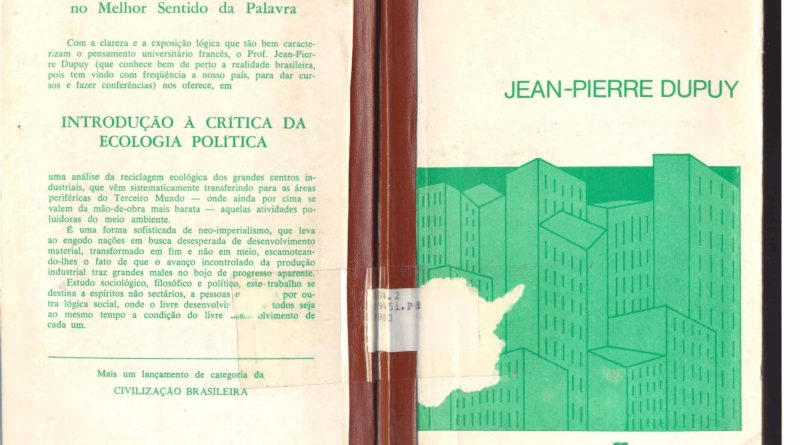 no Melhor Sentido da Palavra
Com a clareza e a exposição lógica que tão bem caracte-
rizam o pensamento universitário francês, o Prof. Jean-Pier-
re Dupuy (que conhece bem de perto a realidade brasileira,
pois tem vindo com freqüência a nosso país, para dar cur-
sos e fazer conferências) nos oferece, em
INTRODUÇÃO À CRÍTICA DA
ECOLOGIA POLÍTICA
uma análise da reciclagem ecológica dos grandes centros in-
dustriais, que vêm sistematicamente transferindo para as áreas
periféricas do Terceiro Mundo — onde ainda por cima se
valem da mão-de-obra mais barata — aquelas atividades po-
luidoras do meio ambiente.
É uma forma sofisticada de neo-imperialismo, que leva
ao engodo nações em busca desesperada de desenvolvimento
material, transformado em fim e não em meio, escamotean-
do-lhes o fato de que o avanço incontrolado da produção
industrial traz grandes males no bojo de progresso aparente.
Estudo sociológico, filosófico e político, este trabalho se
destina a espíritos não sectários, a pessoas por ou-
tra lógica social, onde o livre todos seja
ao mesmo tempo a condição do livre desenvolvimento de
cada um.
Mais um lançamento de categoria da
CIVILIZAÇÃO BRASILEIRA
JEAN-PIERRE DUPUY